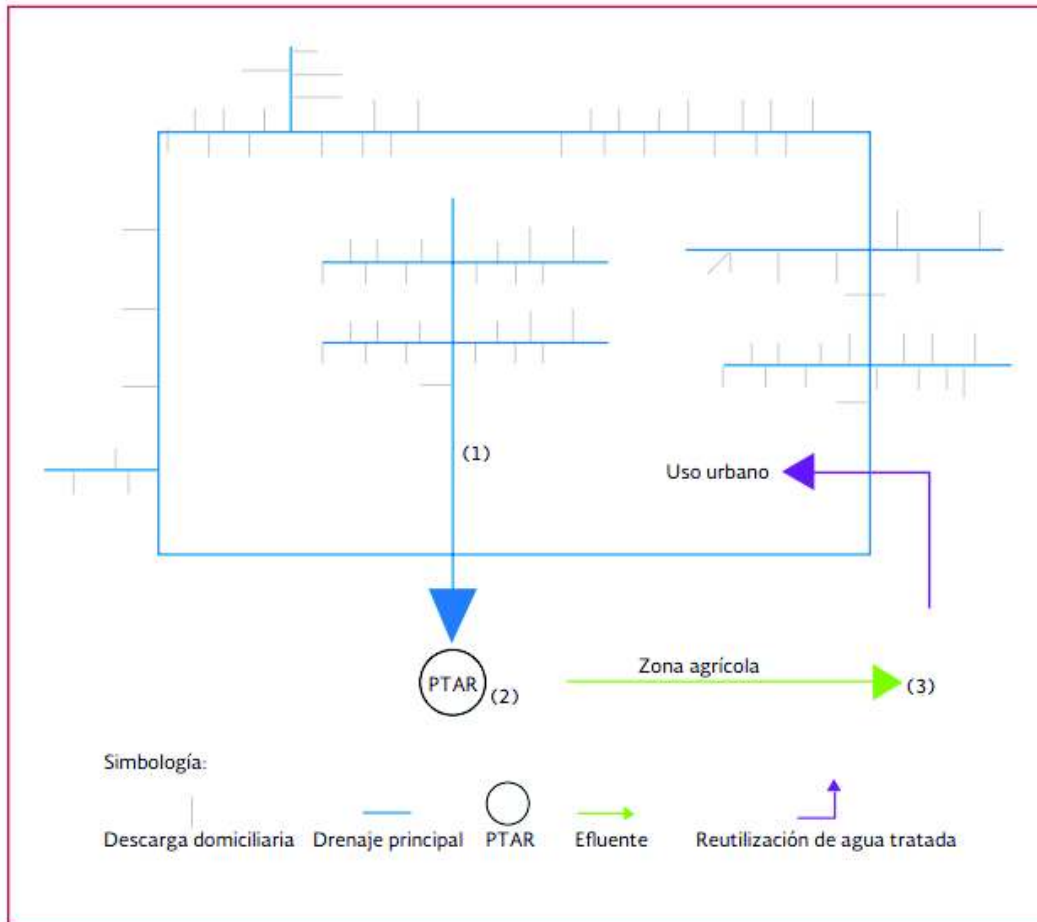 (1)
Uso urbano
Zona agrícola
PTAR
(2)
(3)
Simbología:
Descarga domiciliaria
Drenaje principal
PTAR
Efluente
Reutilización de agua tratada